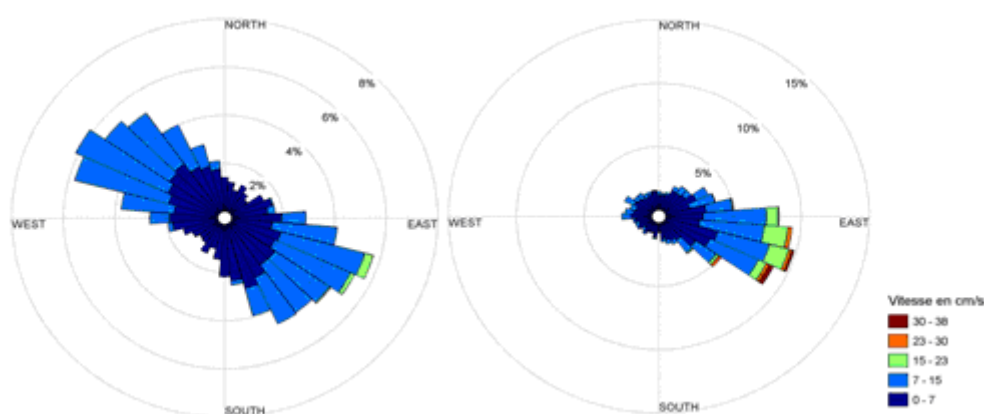 NORTH
8%
6%
4%
2%
WEST
EAST
SOUTH
NORTH
15%
10%
5%
WEST
EAST
SOUTH
Vitesse en cm/s
30 - 38
23 - 30
15 - 23
7 - 15
0 - 7